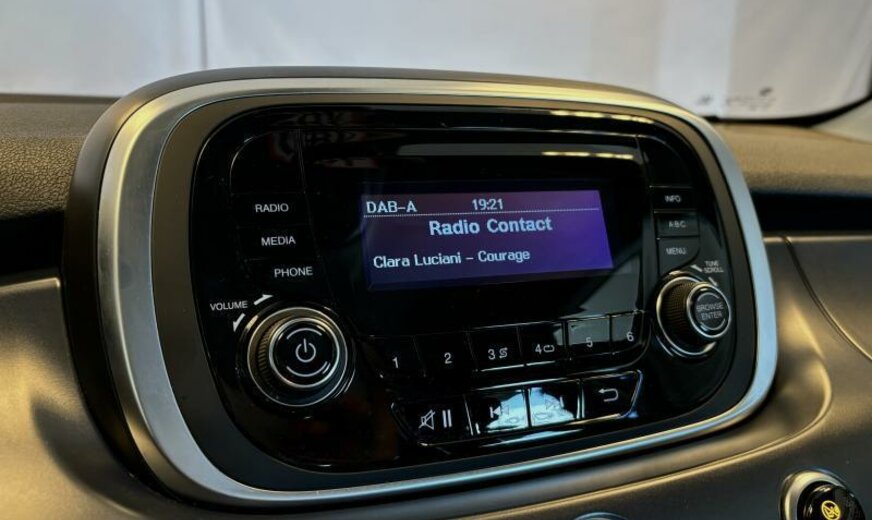 DAB-A 19:21
Radio Contact
Clara Luciani - Courage
RADIO
MEDIA
PHONE
VOLUME
INFO
ABC
MENU
TUNE
SCROLL
BROWSE
ENTER
1 2 3 4 5 6